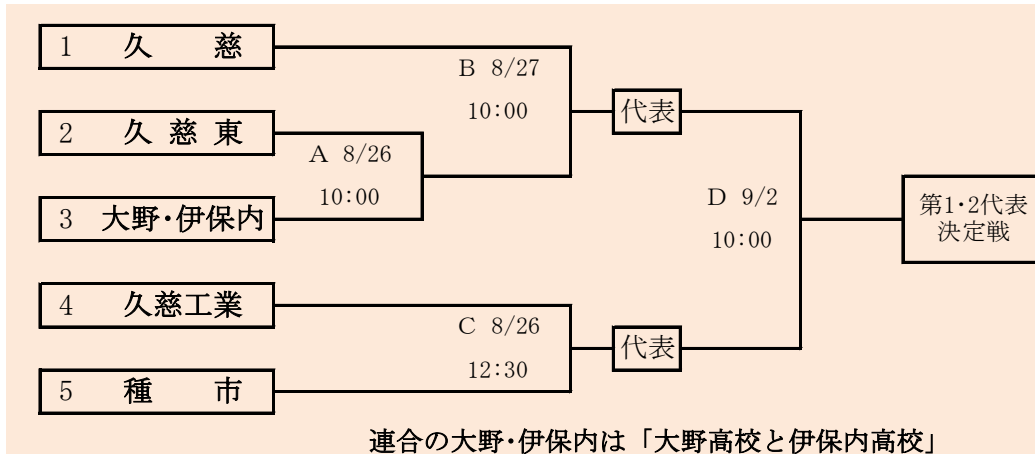 1 久 慈
B 8/27
10:00
代表
2 久 慈 東
A 8/26
10:00
3 大野・伊保内
D 9/2
10:00
第1・2代表
決定戦
4 久慈工業
C 8/26
12:30
代表
5 種 市
連合の大野・伊保内は「大野高校と伊保内高校」